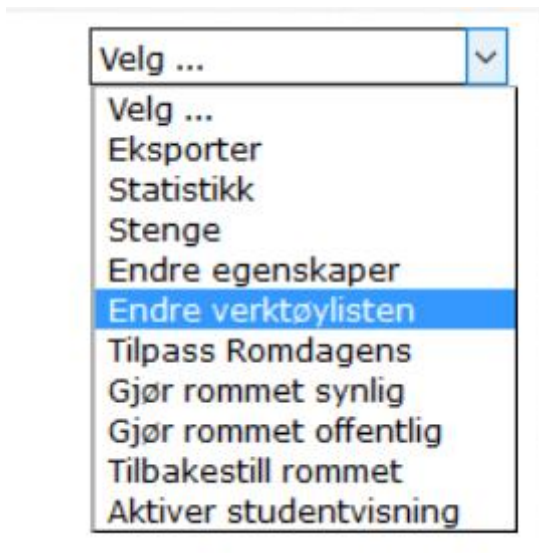 Velg ...
Velg ...
Eksporter
Statistikk
Stenge
Endre egenskaper
Endre verktøylisten
Tilpass Romdagens
Gjør rommet synlig
Gjør rommet offentlig
Tilbakestill rommet
Aktiver studentvisning